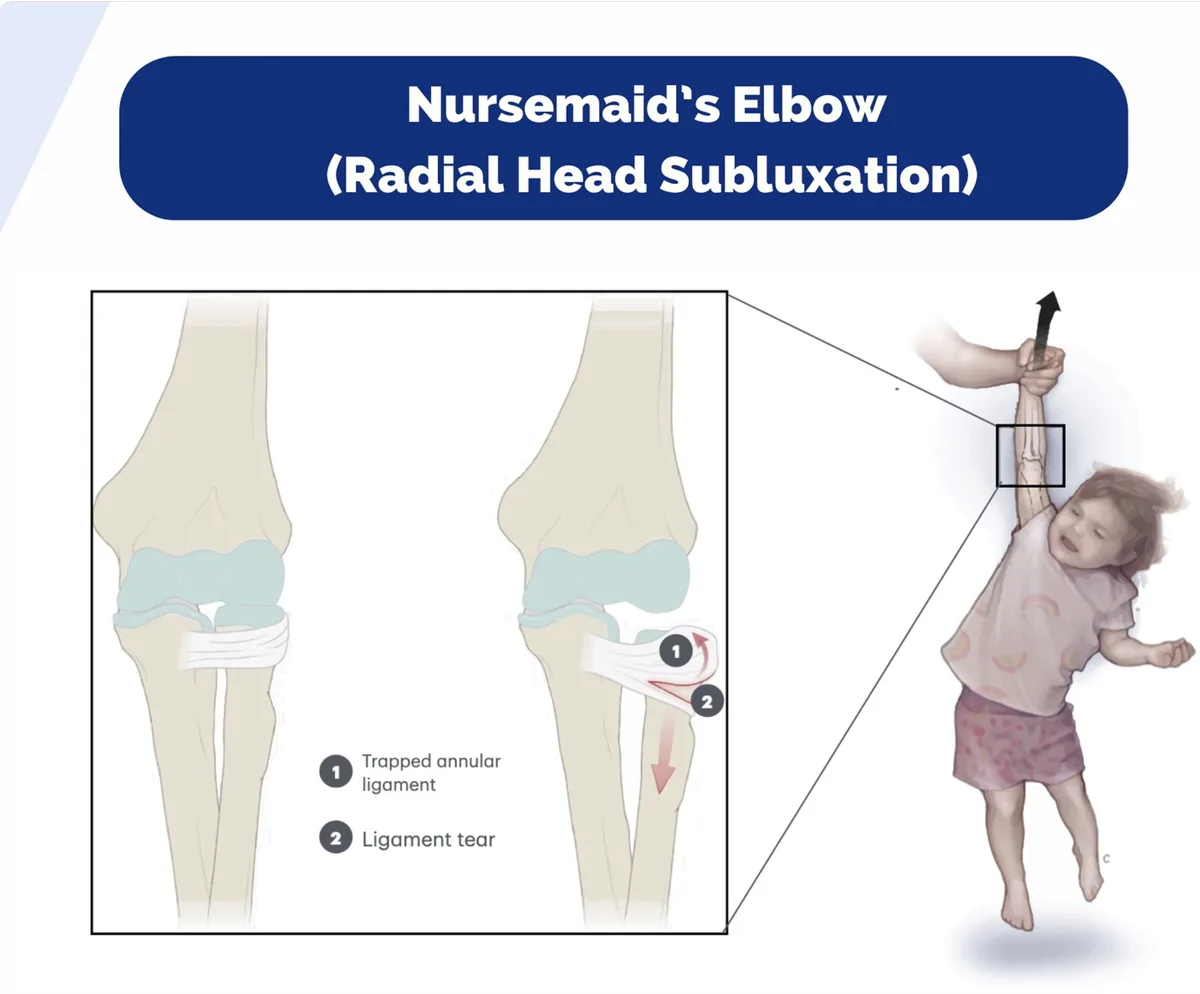 Nursemaid's Elbow
(Radial Head Subluxation)
1
2
1 Trapped annular
ligament
2 Ligament tear
C